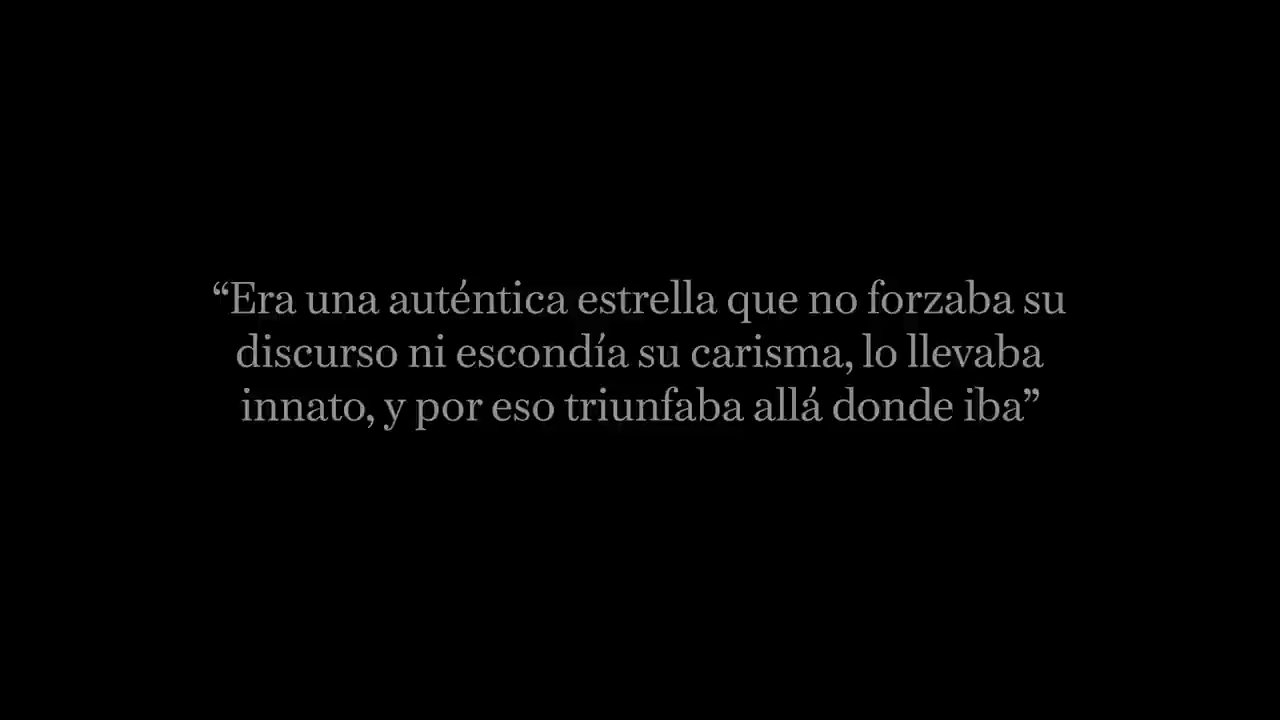 “Era una auténtica estrella que no forzaba su
discurso ni escondía su carisma, lo llevaba
innato, y por eso triunfaba allá donde iba”